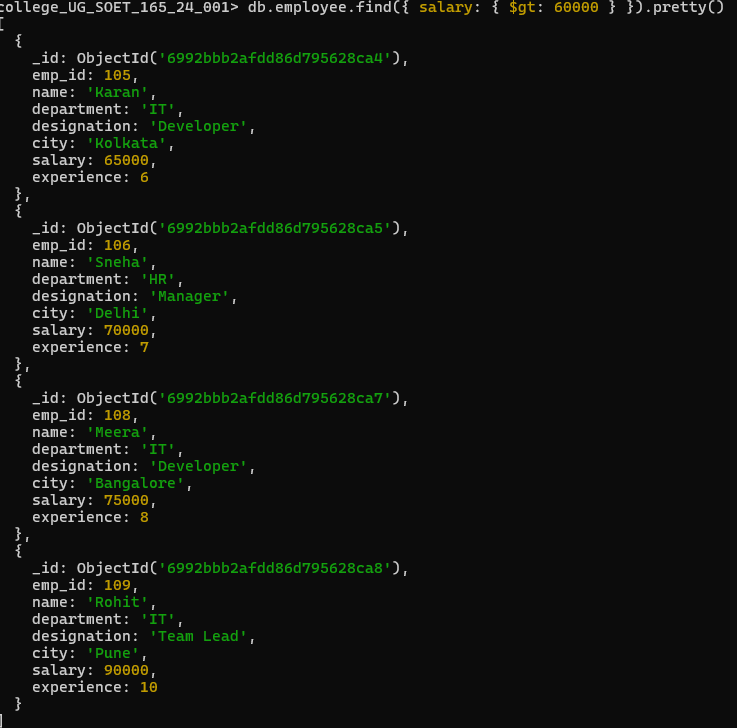 college_UG_SOET_165_24_001> db.employee.find({ salary: { $gt: 60000 } }).pretty()
[
  {
    _id: ObjectId('6992bbb2afdd86d795628ca4'),
    emp_id: 105,
    name: 'Karan',
    department: 'IT',
    designation: 'Developer',
    city: 'Kolkata',
    salary: 65000,
    experience: 6
  },
  {
    _id: ObjectId('6992bbb2afdd86d795628ca5'),
    emp_id: 106,
    name: 'Sneha',
    department: 'HR',
    designation: 'Manager',
    city: 'Delhi',
    salary: 70000,
    experience: 7
  },
  {
    _id: ObjectId('6992bbb2afdd86d795628ca7'),
    emp_id: 108,
    name: 'Meera',
    department: 'IT',
    designation: 'Developer',
    city: 'Bangalore',
    salary: 75000,
    experience: 8
  },
  {
    _id: ObjectId('6992bbb2afdd86d795628ca8'),
    emp_id: 109,
    name: 'Rohit',
    department: 'IT',
    designation: 'Team Lead',
    city: 'Pune',
    salary: 90000,
    experience: 10
  }
]